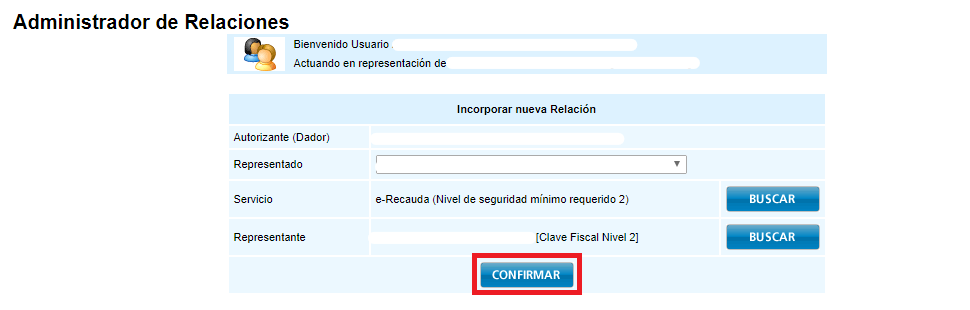 Administrador de Relaciones
Bienvenido Usuario
Actuando en representación de
Incorporar nueva Relación
Autorizante (Dador)
Representado
Servicio e-Recauda (Nivel de seguridad mínimo requerido 2) BUSCAR
Representante [Clave Fiscal Nivel 2] BUSCAR
CONFIRMAR